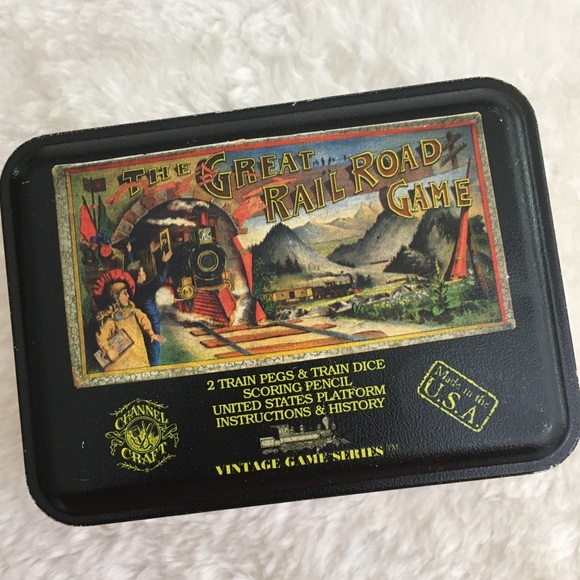 THE GREAT
RAIL ROAD
GAME
2 TRAIN PEGS & TRAIN DICE
SCORING PENCIL
UNITED STATES PLATFORM
INSTRUCTIONS & HISTORY
Made in the
U.S.A.
CHANNEL
CRAFT
VINTAGE GAME SERIES™